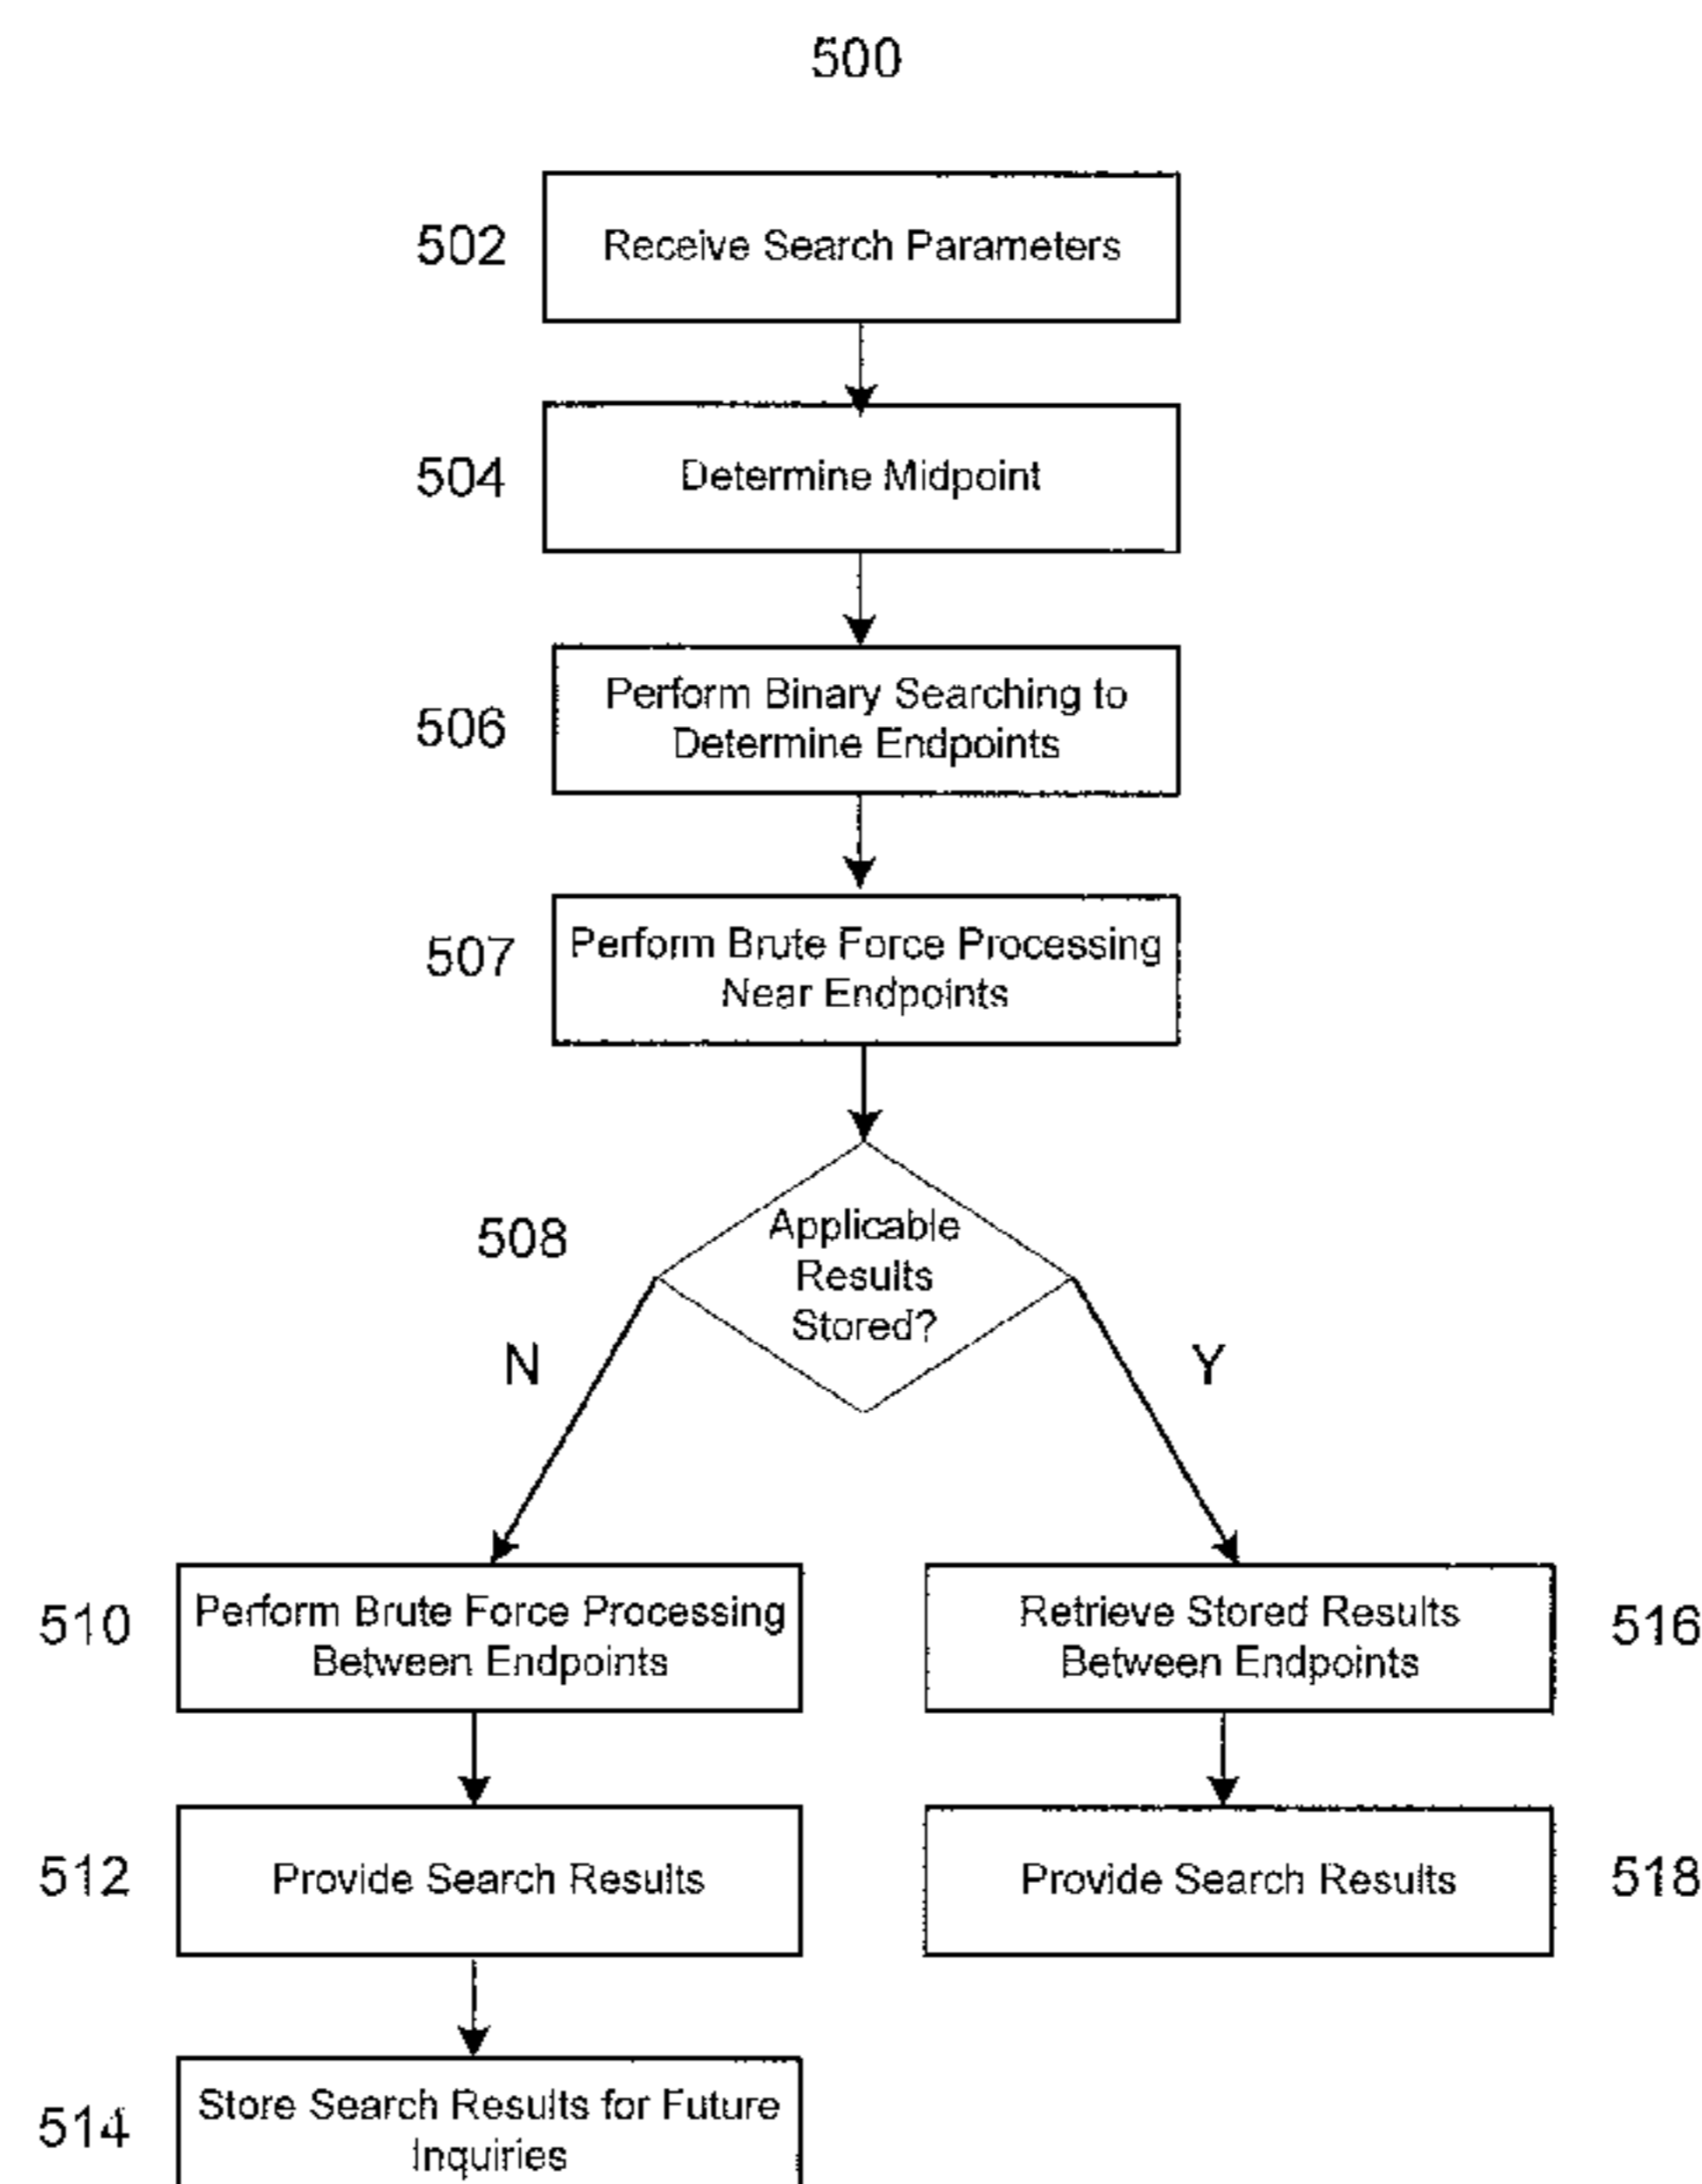 500
502
Receive Search Parameters
504
Determine Midpoint
506
Perform Binary Searching to
Determine Endpoints
507
Perform Brute Force Processing
Near Endpoints
508
Applicable
Results
Stored?
N
Y
510
Perform Brute Force Processing
Between Endpoints
Retrieve Stored Results
Between Endpoints
516
512
Provide Search Results
Provide Search Results
518
514
Store Search Results for Future
Inquiries